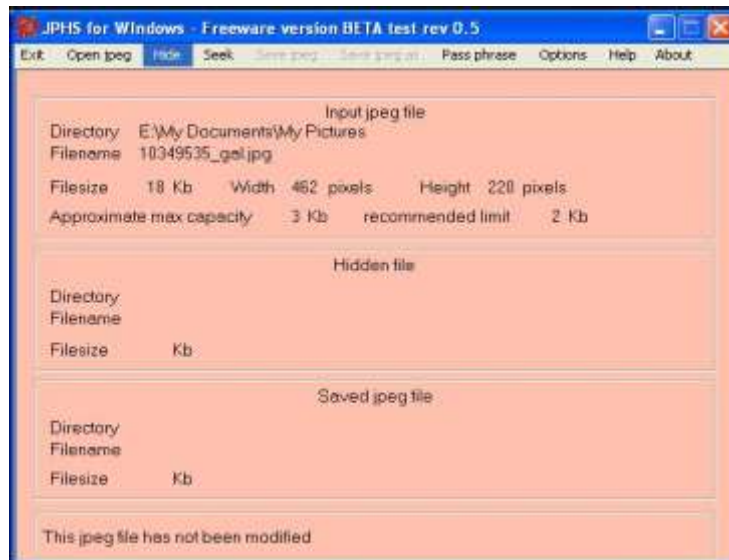 JPHS for Windows - Freeware version BETA test rev 0.5
Exit Open jpeg Hide Seek Save jpeg Save jpeg as Pass phrase Options Help About
Input jpeg file
Directory E:\My Documents\My Pictures
Filename 10349535_gal.jpg
Filesize 18 Kb Width 462 pixels Height 220 pixels
Approximate max capacity 3 Kb recommended limit 2 Kb
Hidden file
Directory
Filename
Filesize Kb
Saved jpeg file
Directory
Filename
Filesize Kb
This jpeg file has not been modified